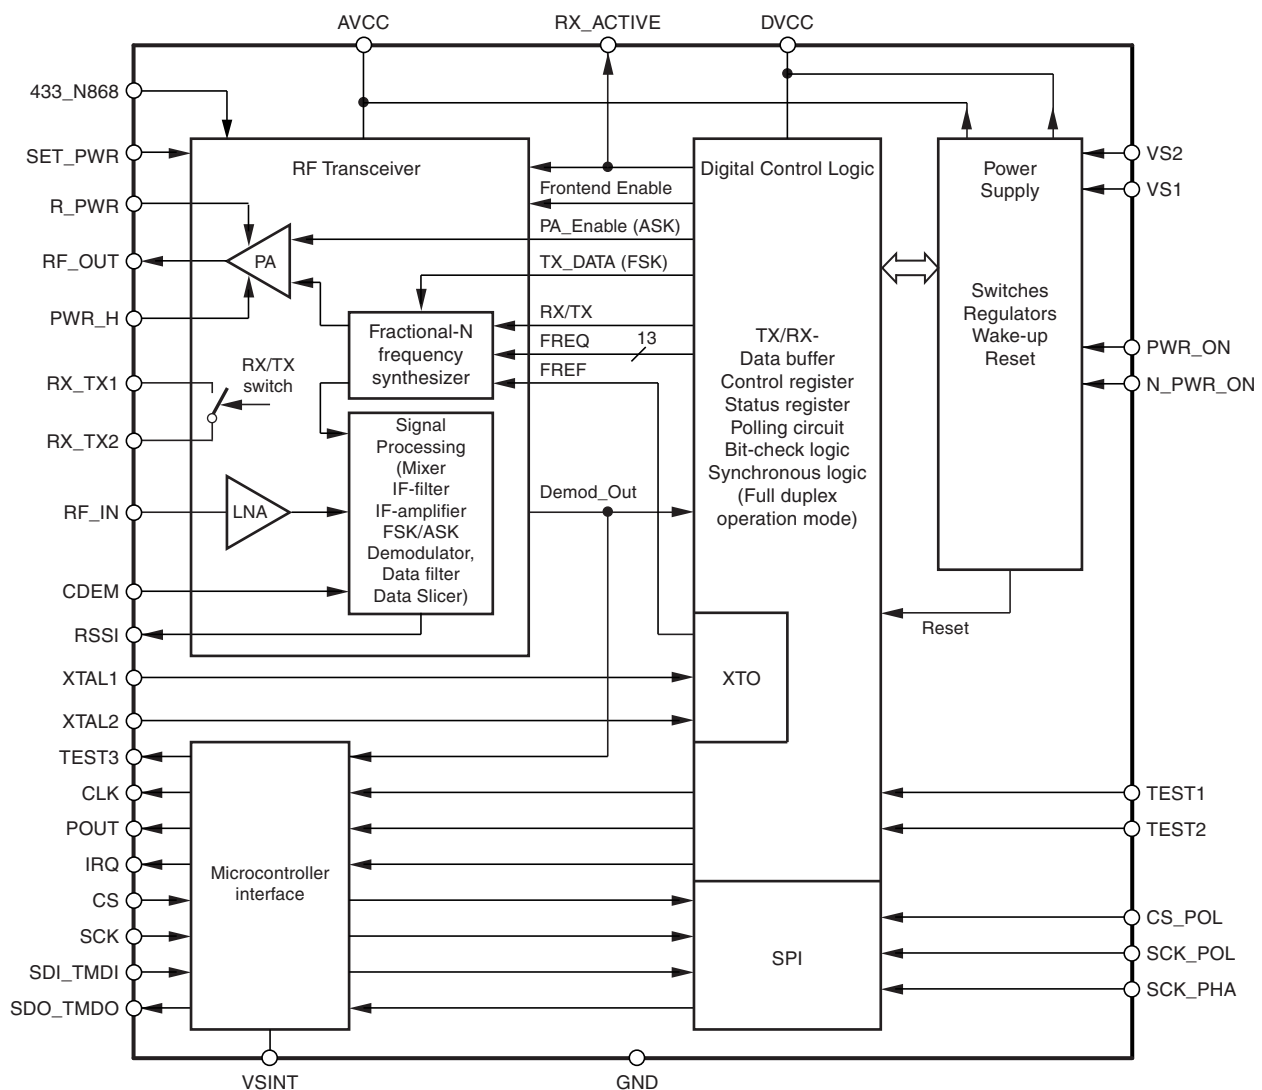 AVCC
RX_ACTIVE
DVCC
433_N868
SET_PWR
R_PWR
RF_OUT
PWR_H
RX_TX1
RX_TX2
RF_IN
CDEM
RSSI
XTAL1
XTAL2
TEST3
CLK
POUT
IRQ
CS
SCK
SDI_TMDI
SDO_TMDO
RF Transceiver
PA
RX/TX
switch
LNA
Fractional-N
frequency
synthesizer
Signal
Processing
(Mixer
IF-filter
IF-amplifier
FSK/ASK
Demodulator,
Data filter
Data Slicer)
Frontend Enable
PA_Enable (ASK)
TX_DATA (FSK)
RX/TX
FREQ
13
FREF
Demod_Out
Digital Control Logic
TX/RX-
Data buffer
Control register
Status register
Polling circuit
Bit-check logic
Synchronous logic
(Full duplex
operation mode)
XTO
SPI
Microcontroller
interface
Power
Supply
Switches
Regulators
Wake-up
Reset
Reset
VS2
VS1
PWR_ON
N_PWR_ON
TEST1
TEST2
CS_POL
SCK_POL
SCK_PHA
VSINT
GND